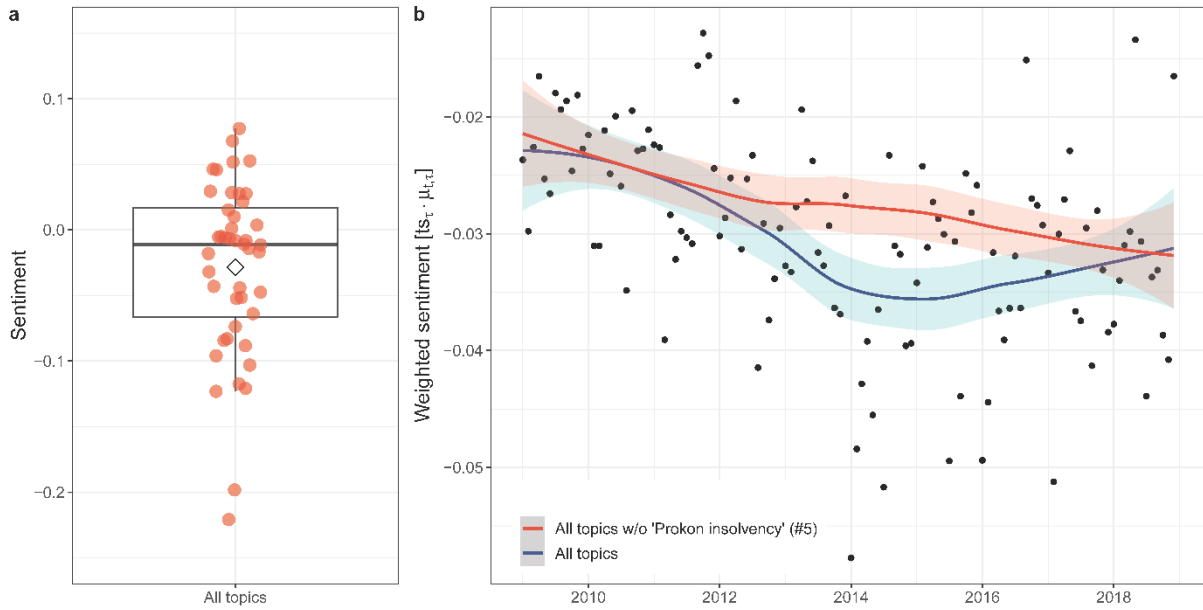 a
Sentiment
0.1
0.0
−0.1
−0.2
All topics
b
Weighted sentiment [ts_τ · μ_t,τ]
−0.02
−0.03
−0.04
−0.05
All topics w/o 'Prokon insolvency' (#5)
All topics
2010 2012 2014 2016 2018